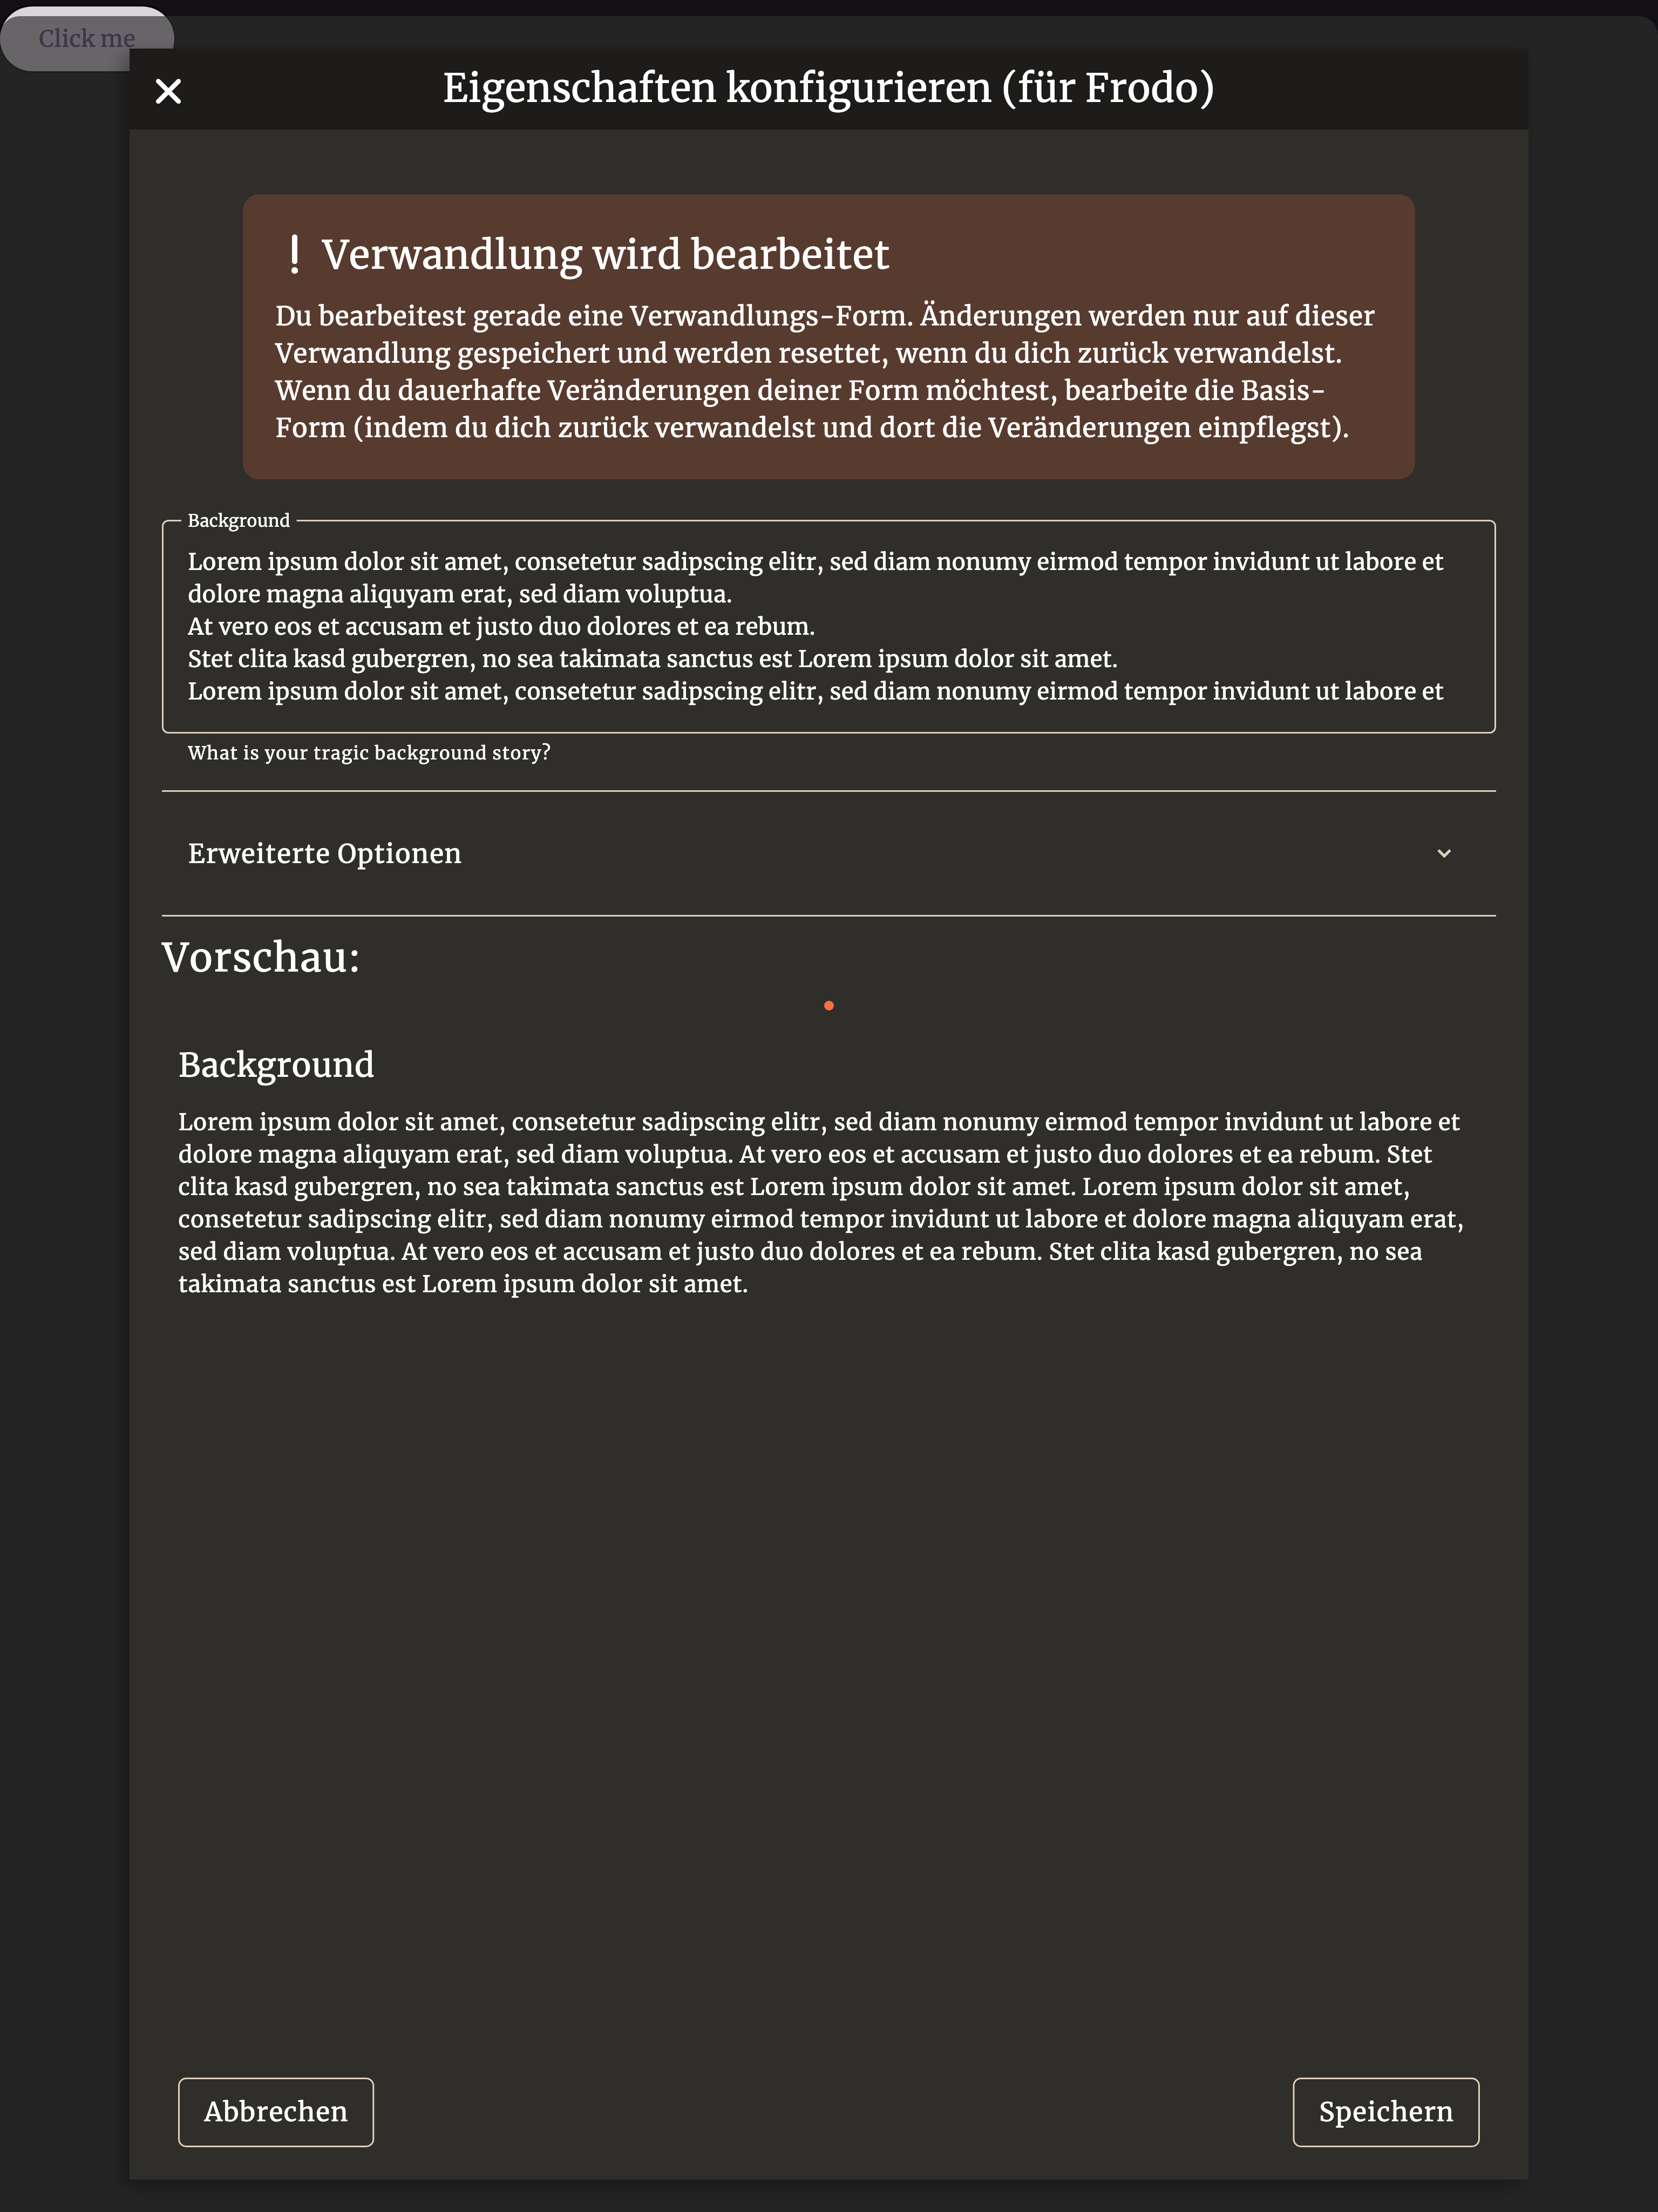 Click me
Eigenschaften konfigurieren (für Frodo)
! Verwandlung wird bearbeitet
Du bearbeitest gerade eine Verwandlungs-Form. Änderungen werden nur auf dieser
Verwandlung gespeichert und werden resettet, wenn du dich zurück verwandelst.
Wenn du dauerhafte Veränderungen deiner Form möchtest, bearbeite die Basis-
Form (indem du dich zurück verwandelst und dort die Veränderungen einpflegst).
Background
Lorem ipsum dolor sit amet, consetetur sadipscing elitr, sed diam nonumy eirmod tempor invidunt ut labore et
dolore magna aliquyam erat, sed diam voluptua.
At vero eos et accusam et justo duo dolores et ea rebum.
Stet clita kasd gubergren, no sea takimata sanctus est Lorem ipsum dolor sit amet.
Lorem ipsum dolor sit amet, consetetur sadipscing elitr, sed diam nonumy eirmod tempor invidunt ut labore et
What is your tragic background story?
Erweiterte Optionen
Vorschau:
Background
Lorem ipsum dolor sit amet, consetetur sadipscing elitr, sed diam nonumy eirmod tempor invidunt ut labore et
dolore magna aliquyam erat, sed diam voluptua. At vero eos et accusam et justo duo dolores et ea rebum. Stet
clita kasd gubergren, no sea takimata sanctus est Lorem ipsum dolor sit amet. Lorem ipsum dolor sit amet,
consetetur sadipscing elitr, sed diam nonumy eirmod tempor invidunt ut labore et dolore magna aliquyam erat,
sed diam voluptua. At vero eos et accusam et justo duo dolores et ea rebum. Stet clita kasd gubergren, no sea
takimata sanctus est Lorem ipsum dolor sit amet.
Abbrechen
Speichern